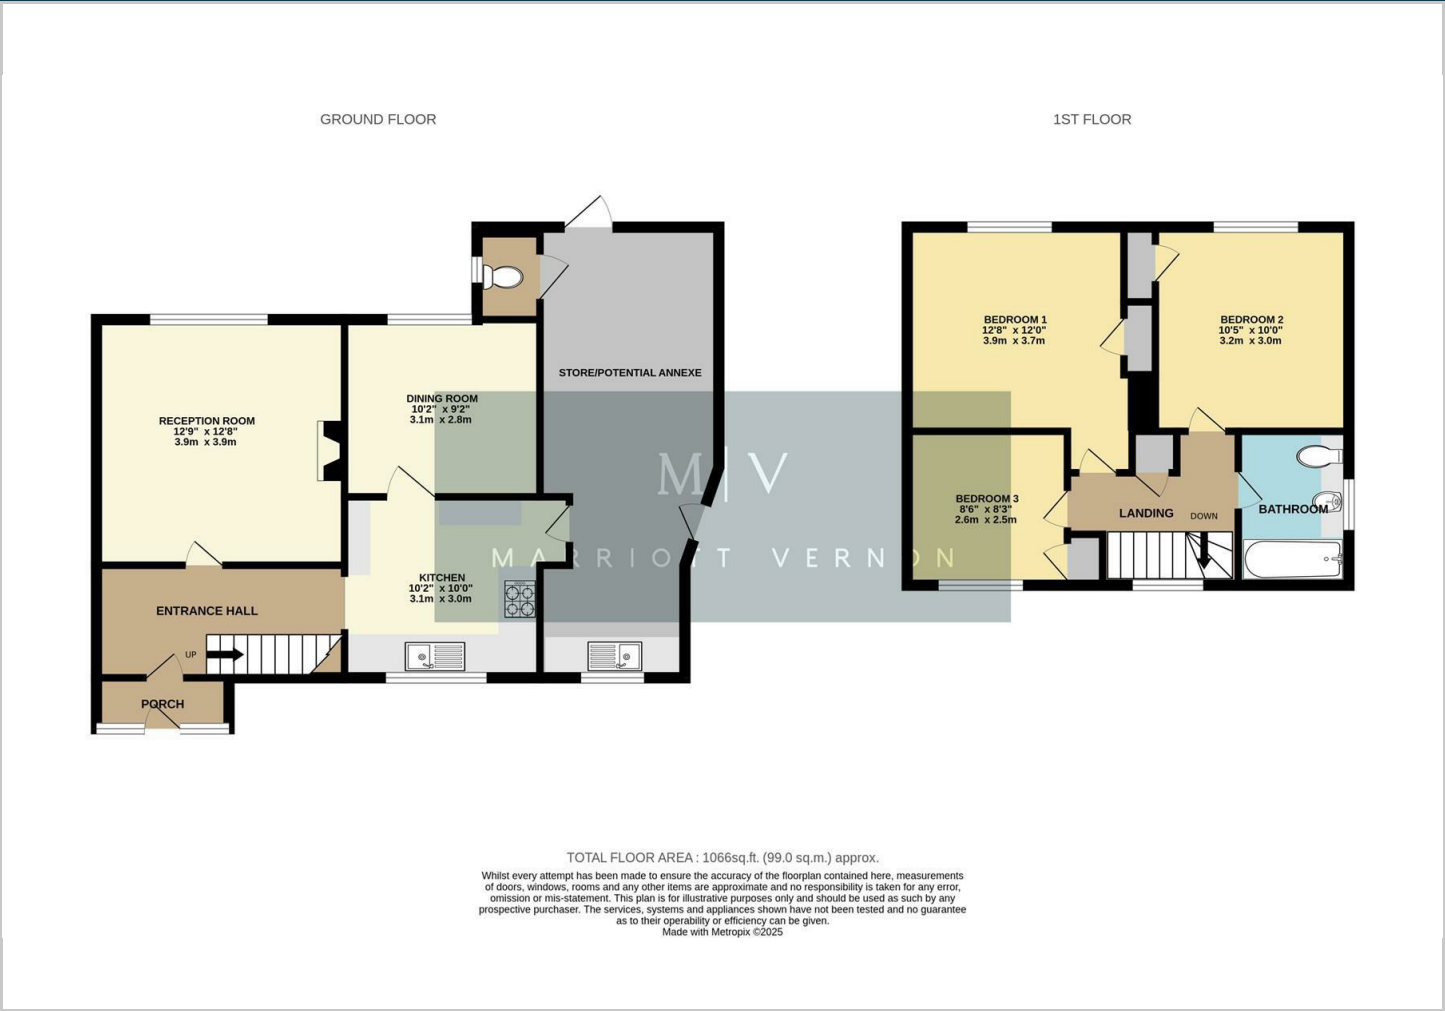 GROUND FLOOR
1ST FLOOR
RECEPTION ROOM
12'9" x 12'8"
3.9m x 3.9m
DINING ROOM
10'2" x 9'2"
3.1m x 2.8m
STORE/POTENTIAL ANNEXE
KITCHEN
10'2" x 10'0"
3.1m x 3.0m
ENTRANCE HALL
UP
PORCH
BEDROOM 1
12'8" x 12'0"
3.9m x 3.7m
BEDROOM 2
10'5" x 10'0"
3.2m x 3.0m
BEDROOM 3
8'6" x 8'3"
2.6m x 2.5m
LANDING
DOWN
BATHROOM
M|V
MARRIOTT VERNON
TOTAL FLOOR AREA : 1066sq.ft. (99.0 sq.m.) approx.
Whilst every attempt has been made to ensure the accuracy of the floorplan contained here, measurements
of doors, windows, rooms and any other items are approximate and no responsibility is taken for any error,
omission or mis-statement. This plan is for illustrative purposes only and should be used as such by any
prospective purchaser. The services, systems and appliances shown have not been tested and no guarantee
as to their operability or efficiency can be given.
Made with Metropix ©2025